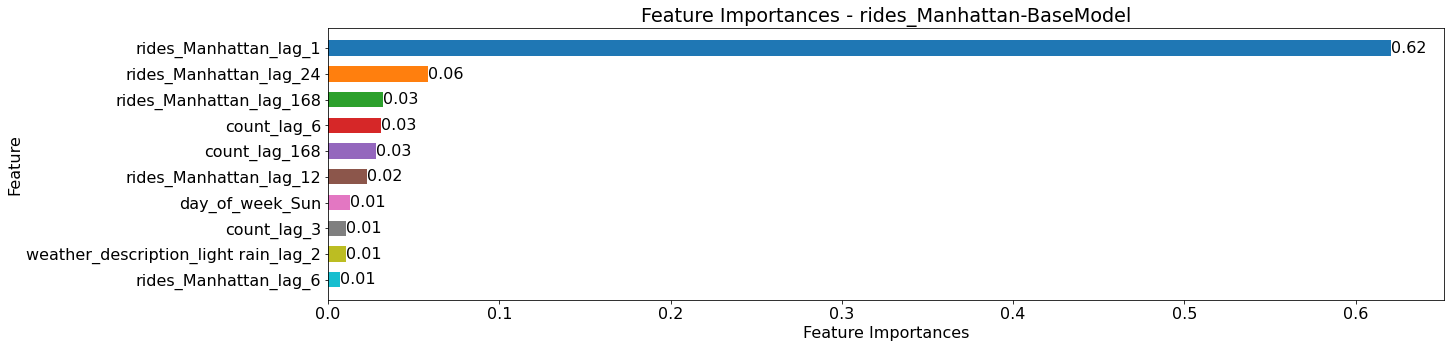 Feature Importances - rides_Manhattan-BaseModel
rides_Manhattan_lag_1 0.62
rides_Manhattan_lag_24 0.06
rides_Manhattan_lag_168 0.03
count_lag_6 0.03
count_lag_168 0.03
rides_Manhattan_lag_12 0.02
day_of_week_Sun 0.01
count_lag_3 0.01
weather_description_light rain_lag_2 0.01
rides_Manhattan_lag_6 0.01
Feature
0.0 0.1 0.2 0.3 0.4 0.5 0.6
Feature Importances